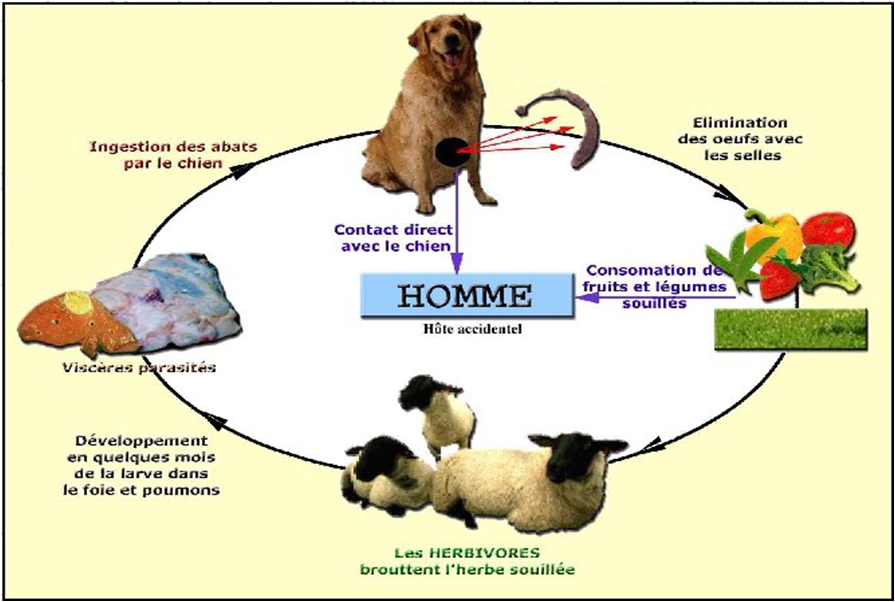 Elimination
des oeufs avec
les selles
Ingestion des abats
par le chien
Contact direct
avec le chien
Consomation de
fruits et légumes
souillés
HOMME
Hôte accidentel
Viscères parasités
Développement
en quelques mois
de la larve dans
le foie et poumons
Les HERBIVORES
brouttent l'herbe souillée